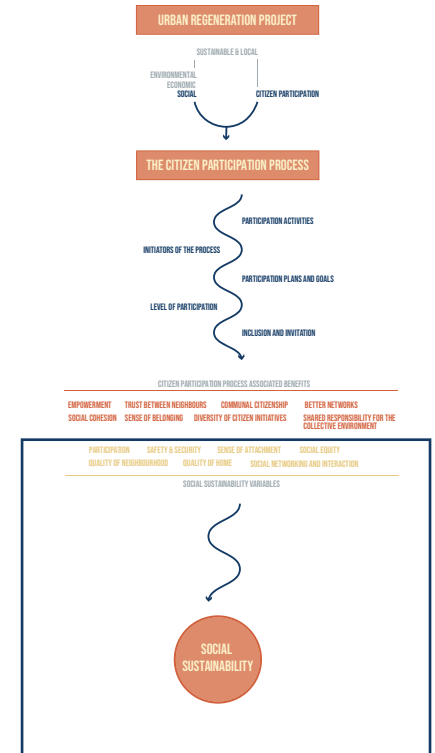 URBAN REGENERATION PROJECT
SUSTAINABLE & LOCAL
ENVIRONMENTAL
ECONOMIC
SOCIAL
CITIZEN PARTICIPATION
THE CITIZEN PARTICIPATION PROCESS
PARTICIPATION ACTIVITIES
INITIATORS OF THE PROCESS
PARTICIPATION PLANS AND GOALS
LEVEL OF PARTICIPATION
INCLUSION AND INVITATION
CITIZEN PARTICIPATION PROCESS ASSOCIATED BENEFITS
EMPOWERMENT TRUST BETWEEN NEIGHBOURS COMMUNAL CITIZENSHIP BETTER NETWORKS
SOCIAL COHESION SENSE OF BELONGING DIVERSITY OF CITIZEN INITIATIVES SHARED RESPONSIBILITY FOR THE
COLLECTIVE ENVIRONMENT
PARTICIPATION SAFETY & SECURITY SENSE OF ATTACHMENT SOCIAL EQUITY
QUALITY OF NEIGHBOURHOOD QUALITY OF HOME SOCIAL NETWORKING AND INTERACTION
SOCIAL SUSTAINABILITY VARIABLES
SOCIAL
SUSTAINABILITY